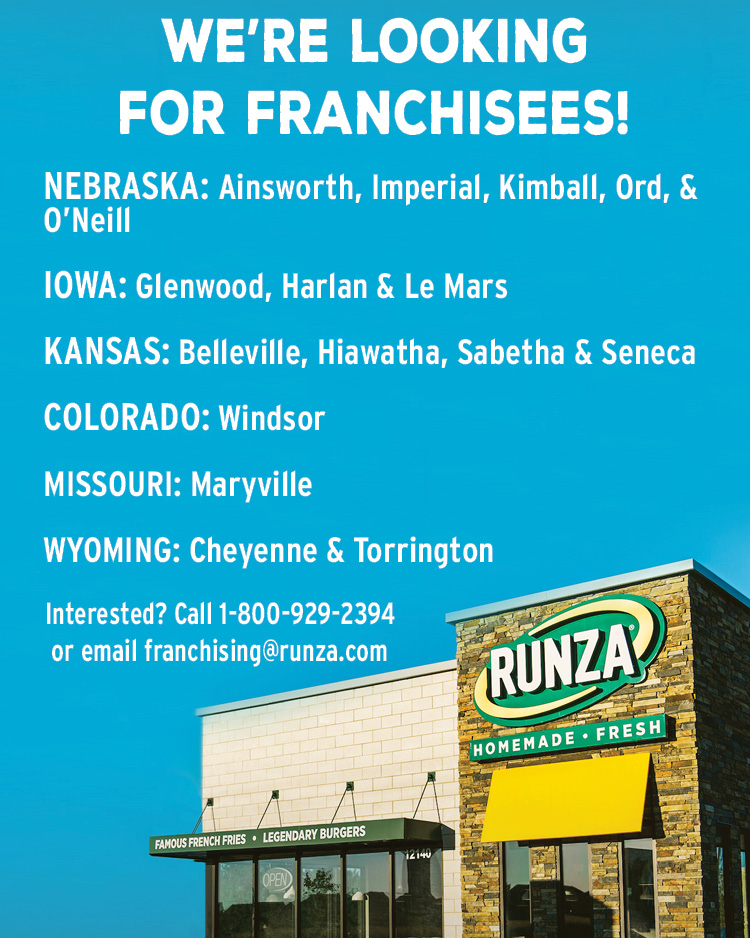 WE'RE LOOKING
FOR FRANCHISEES!
NEBRASKA: Ainsworth, Imperial, Kimball, Ord, &
O'Neill
IOWA: Glenwood, Harlan & Le Mars
KANSAS: Belleville, Hiawatha, Sabetha & Seneca
COLORADO: Windsor
MISSOURI: Maryville
WYOMING: Cheyenne & Torrington
Interested? Call 1-800-929-2394
or email franchising@runza.com
RUNZA®
HOMEMADE • FRESH
FAMOUS FRENCH FRIES • LEGENDARY BURGERS
12140
OPEN